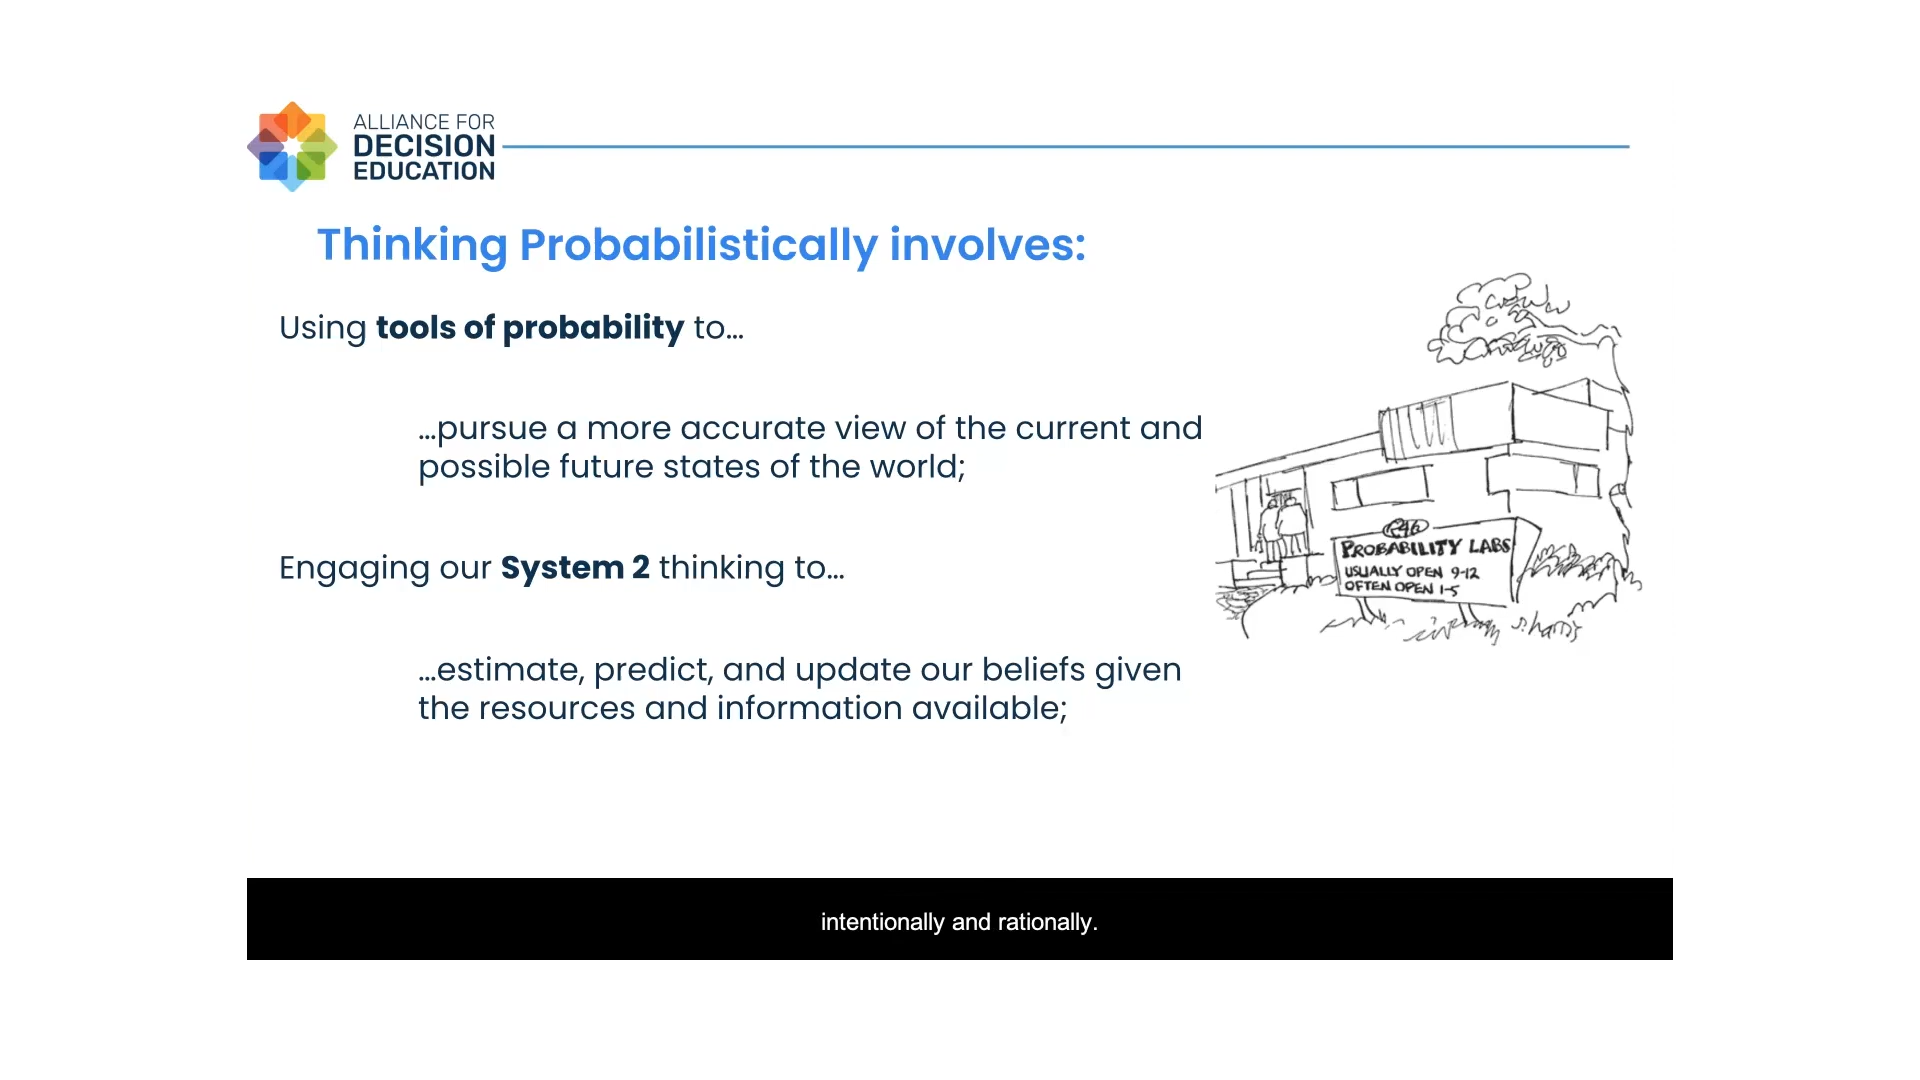 ALLIANCE FOR
DECISION
EDUCATION
Thinking Probabilistically involves:
Using tools of probability to...
...pursue a more accurate view of the current and
possible future states of the world;
Engaging our System 2 thinking to...
...estimate, predict, and update our beliefs given
the resources and information available;
PROBABILITY LABS
USUALLY OPEN 9-12
OFTEN OPEN 1-5
S. harris
intentionally and rationally.